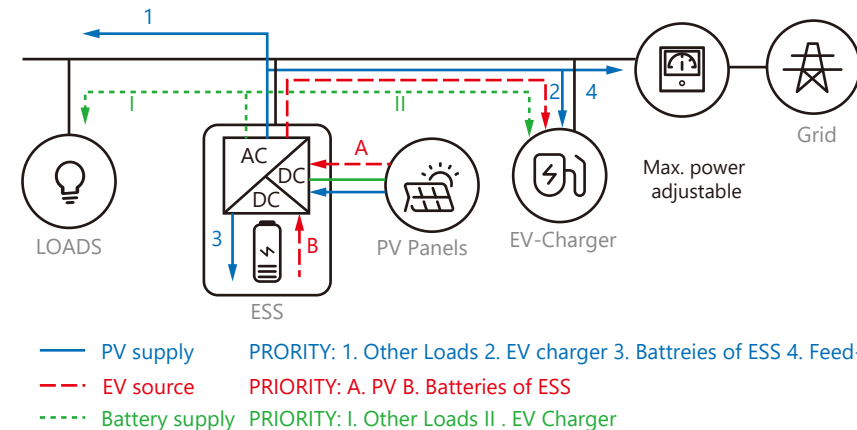 1
2
4
I
II
A
AC
DC
DC
3
B
LOADS
ESS
PV Panels
EV-Charger
Max. power
adjustable
Grid
PV supply PRORITY: 1. Other Loads 2. EV charger 3. Battreies of ESS 4. Feed-
EV source PRIORITY: A. PV B. Batteries of ESS
Battery supply PRIORITY: I. Other Loads II . EV Charger